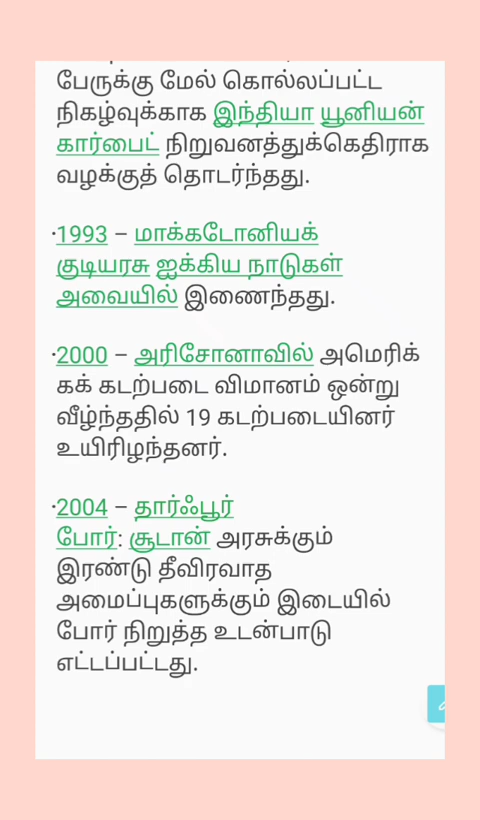 பேருக்கு மேல் கொல்லப்பட்ட
நிகழ்வுக்காக இந்தியா யூனியன்
கார்பைட் நிறுவனத்துக்கெதிராக
வழக்குத் தொடர்ந்தது.
·1993 – மாக்கடோனியக்
குடியரசு ஐக்கிய நாடுகள்
அவையில் இணைந்தது.
·2000 – அரிசோனாவில் அமெரிக்
கக் கடற்படை விமானம் ஒன்று
வீழ்ந்ததில் 19 கடற்படையினர்
உயிரிழந்தனர்.
·2004 – தார்ஃபூர்
போர்: சூடான் அரசுக்கும்
இரண்டு தீவிரவாத
அமைப்புகளுக்கும் இடையில்
போர் நிறுத்த உடன்பாடு
எட்டப்பட்டது.